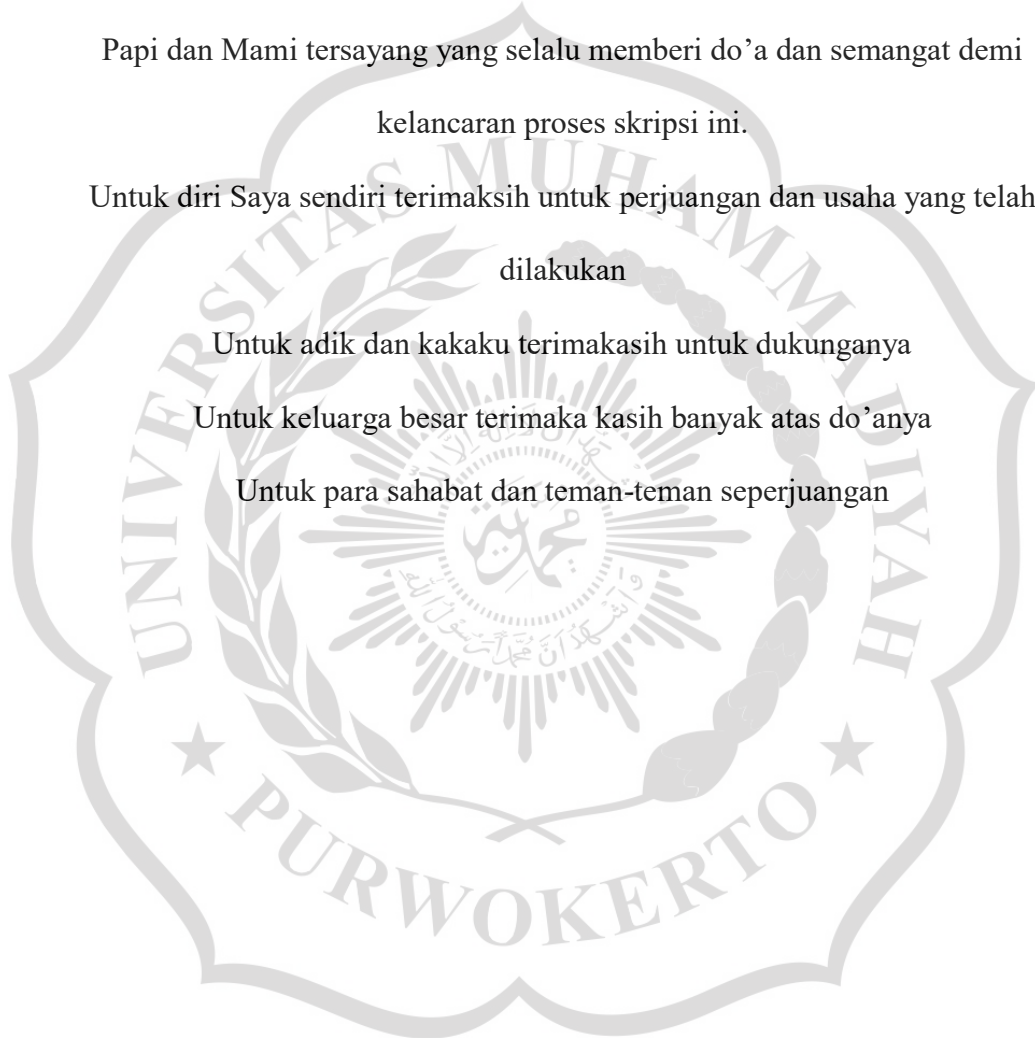 Papi dan Mami tersayang yang selalu memberi do’a dan semangat demi
kelancaran proses skripsi ini.
Untuk diri Saya sendiri terimaksih untuk perjuangan dan usaha yang telah
dilakukan
Untuk adik dan kakaku terimakasih untuk dukunganya
Untuk keluarga besar terimaka kasih banyak atas do’anya
Untuk para sahabat dan teman-teman seperjuangan
UNIVERSITAS MUHAMMADIYAH
PURWOKERTO
محمد